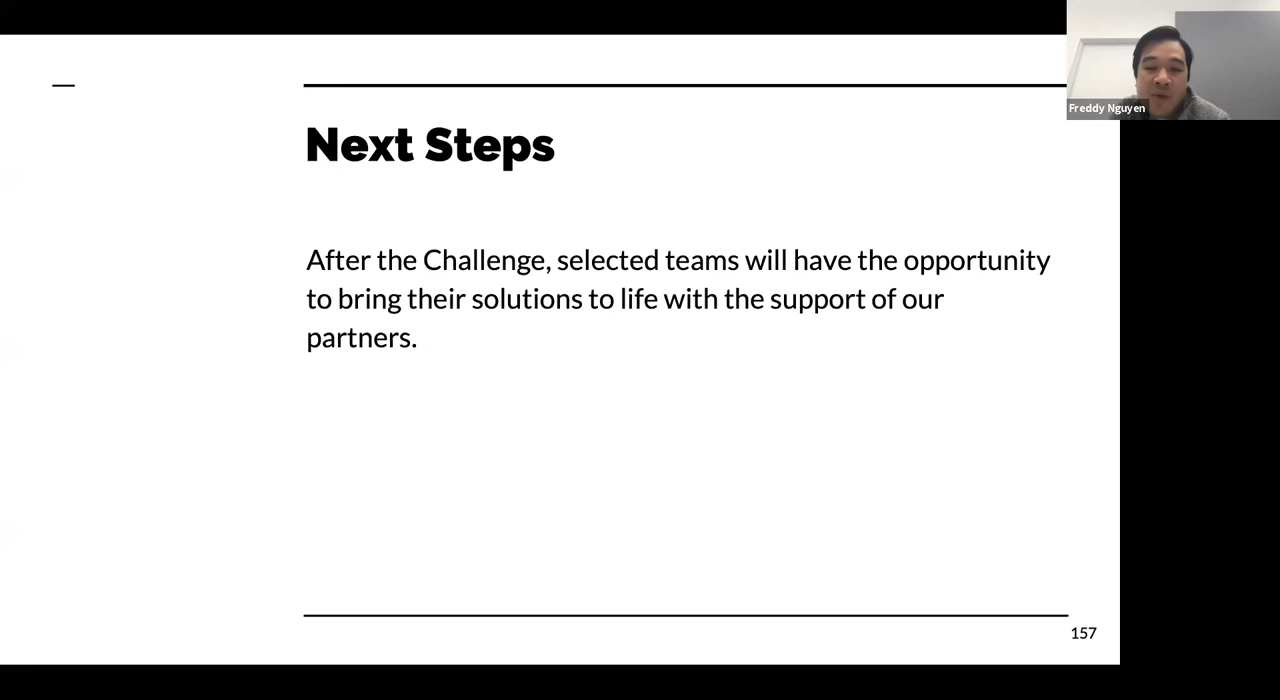 Freddy Nguyen
Next Steps
After the Challenge, selected teams will have the opportunity
to bring their solutions to life with the support of our
partners.
157